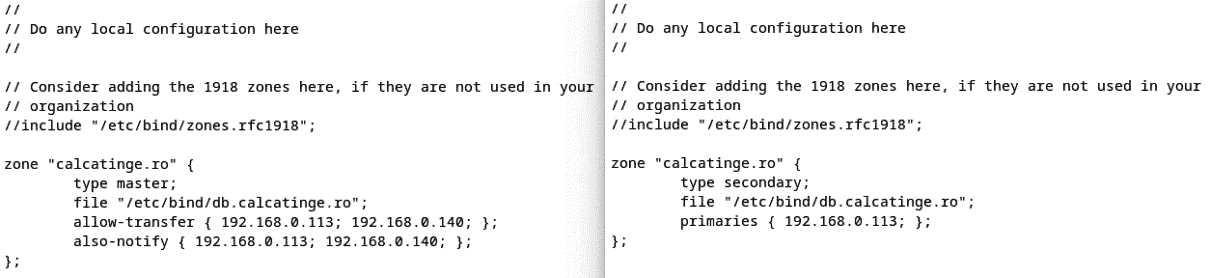 //
// Do any local configuration here
//
// Consider adding the 1918 zones here, if they are not used in your
// organization
//include "/etc/bind/zones.rfc1918";
zone "calcatinge.ro" {
        type master;
        file "/etc/bind/db.calcatinge.ro";
        allow-transfer { 192.168.0.113; 192.168.0.140; };
        also-notify { 192.168.0.113; 192.168.0.140; };
};
//
// Do any local configuration here
//
// Consider adding the 1918 zones here, if they are not used in your
// organization
//include "/etc/bind/zones.rfc1918";
zone "calcatinge.ro" {
        type secondary;
        file "/etc/bind/db.calcatinge.ro";
        primaries { 192.168.0.113; };
};